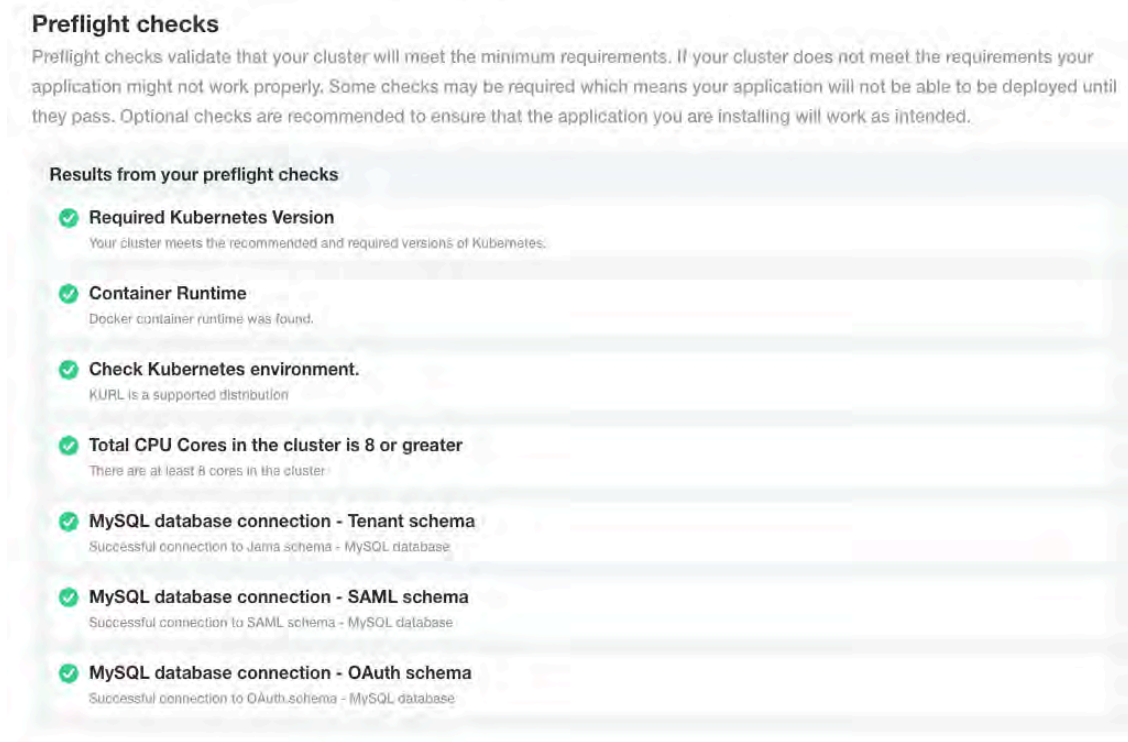 Preflight checks
Preflight checks validate that your cluster will meet the minimum requirements. If your cluster does not meet the requirements your
application might not work properly. Some checks may be required which means your application will not be able to be deployed until
they pass. Optional checks are recommended to ensure that the application you are installing will work as intended.
Results from your preflight checks
Required Kubernetes Version
Your cluster meets the recommended and required versions of Kubernetes.
Container Runtime
Docker container runtime was found.
Check Kubernetes environment.
KURL is a supported distribution
Total CPU Cores in the cluster is 8 or greater
There are at least 8 cores in the cluster
MySQL database connection - Tenant schema
Successful connection to Jama schema - MySQL database
MySQL database connection - SAML schema
Successful connection to SAML schema - MySQL database
MySQL database connection - OAuth schema
Successful connection to OAuth schema - MySQL database